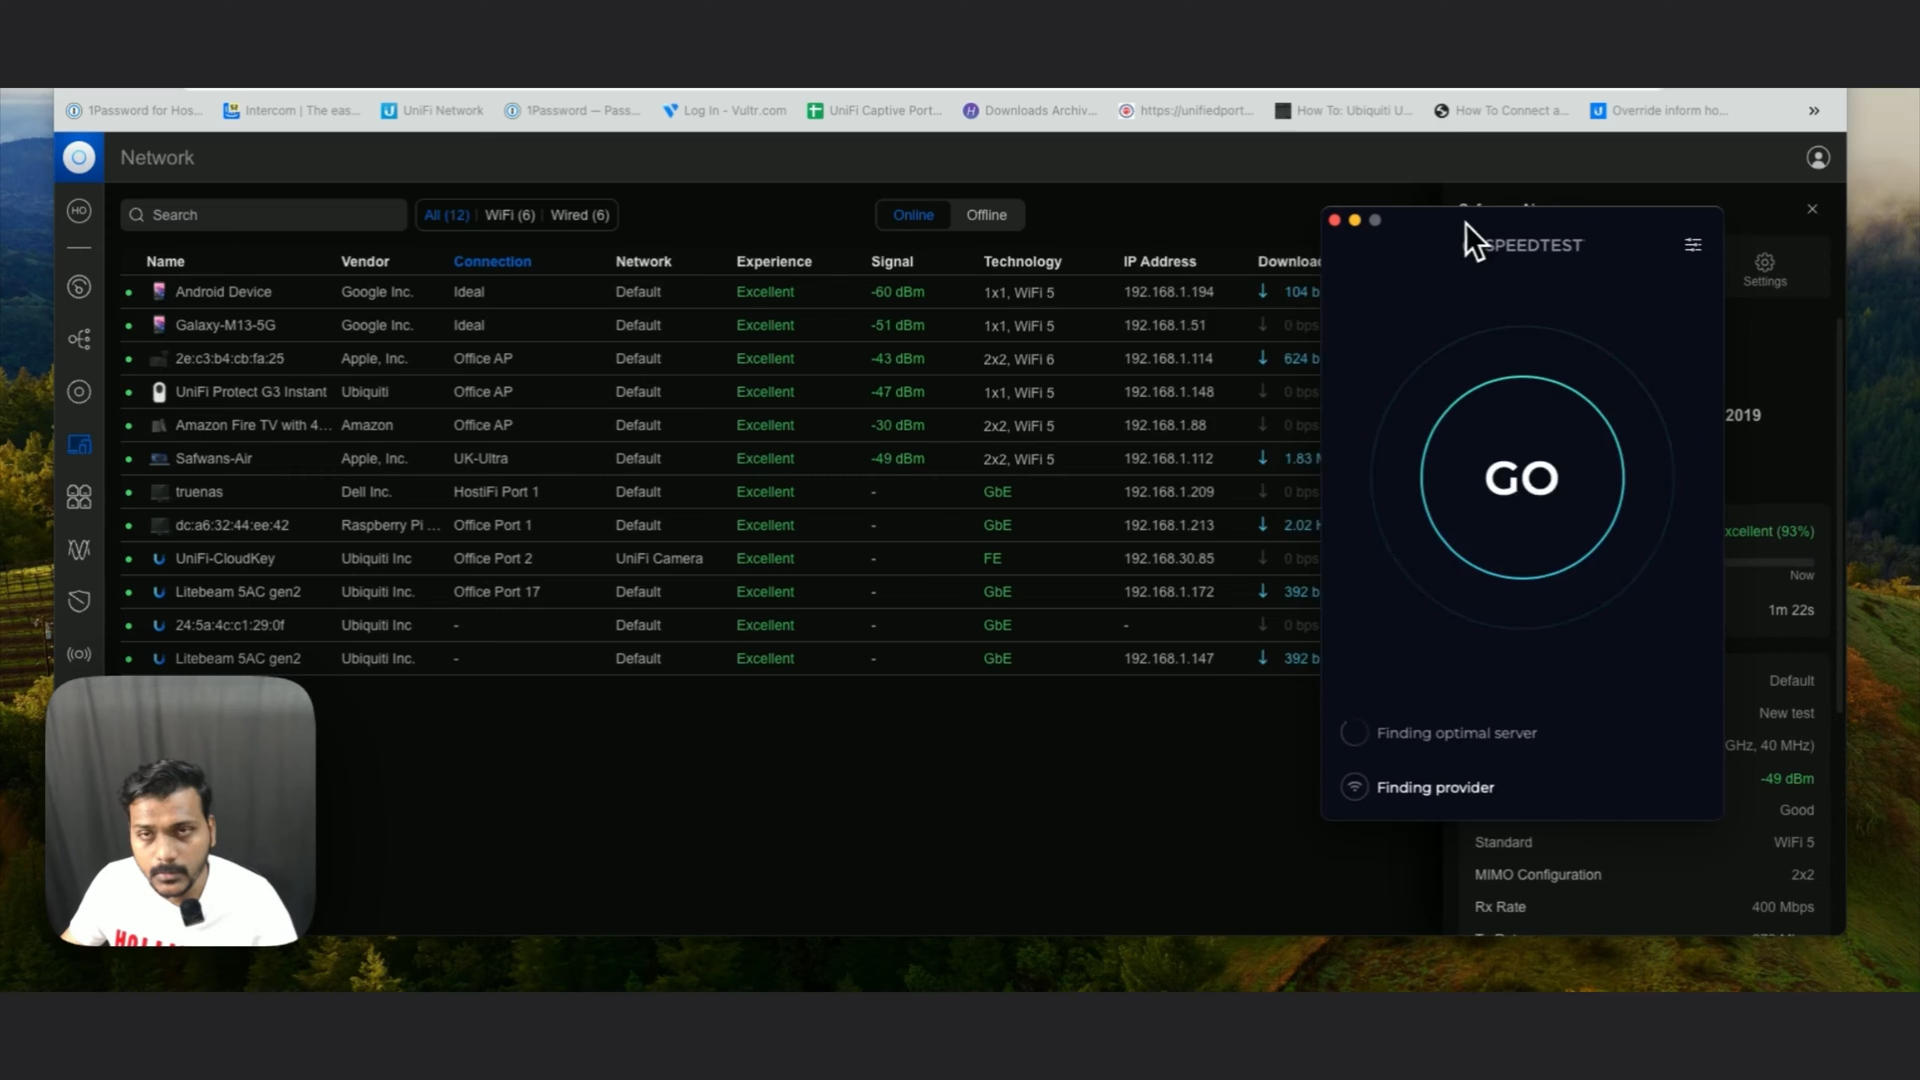 1Password for Hos...
Intercom | The eas...
UniFi Network
1Password — Pass...
Log In - Vultr.com
UniFi Captive Port...
Downloads Archiv...
https://unifiedport...
How To: Ubiquiti U...
How To Connect a...
Override inform ho...
»
Network
HO
Search
All (12) WiFi (6) Wired (6)
Online Offline
Name Vendor Connection Network Experience Signal Technology IP Address
Android Device Google Inc. Ideal Default Excellent -60 dBm 1x1, WiFi 5 192.168.1.194 104 b
Galaxy-M13-5G Google Inc. Ideal Default Excellent -51 dBm 1x1, WiFi 5 192.168.1.51 0 bps
2e:c3:b4:cb:fa:25 Apple, Inc. Office AP Default Excellent -43 dBm 2x2, WiFi 6 192.168.1.114 624 b
UniFi Protect G3 Instant Ubiquiti Office AP Default Excellent -47 dBm 1x1, WiFi 5 192.168.1.148 0 bps
Amazon Fire TV with 4... Amazon Office AP Default Excellent -30 dBm 2x2, WiFi 5 192.168.1.88 0 bps
Safwans-Air Apple, Inc. UK-Ultra Default Excellent -49 dBm 2x2, WiFi 5 192.168.1.112 1.83
truenas Dell Inc. HostiFi Port 1 Default Excellent - GbE 192.168.1.209 0 bps
dc:a6:32:44:ee:42 Raspberry Pi ... Office Port 1 Default Excellent - GbE 192.168.1.213 2.02
UniFi-CloudKey Ubiquiti Inc Office Port 2 UniFi Camera Excellent - FE 192.168.30.85 0 bps
Litebeam 5AC gen2 Ubiquiti Inc. Office Port 17 Default Excellent - GbE 192.168.1.172 392 b
24:5a:4c:c1:29:0f Ubiquiti Inc - Default Excellent - GbE - 0 bps
Litebeam 5AC gen2 Ubiquiti Inc. - Default Excellent - GbE 192.168.1.147 392 b
SPEEDTEST
GO
Finding optimal server
Finding provider
Settings
2019
xcellent (93%)
Now
1m 22s
Default
New test
GHz, 40 MHz)
-49 dBm
Good
Standard WiFi 5
MIMO Configuration 2x2
Rx Rate 400 Mbps